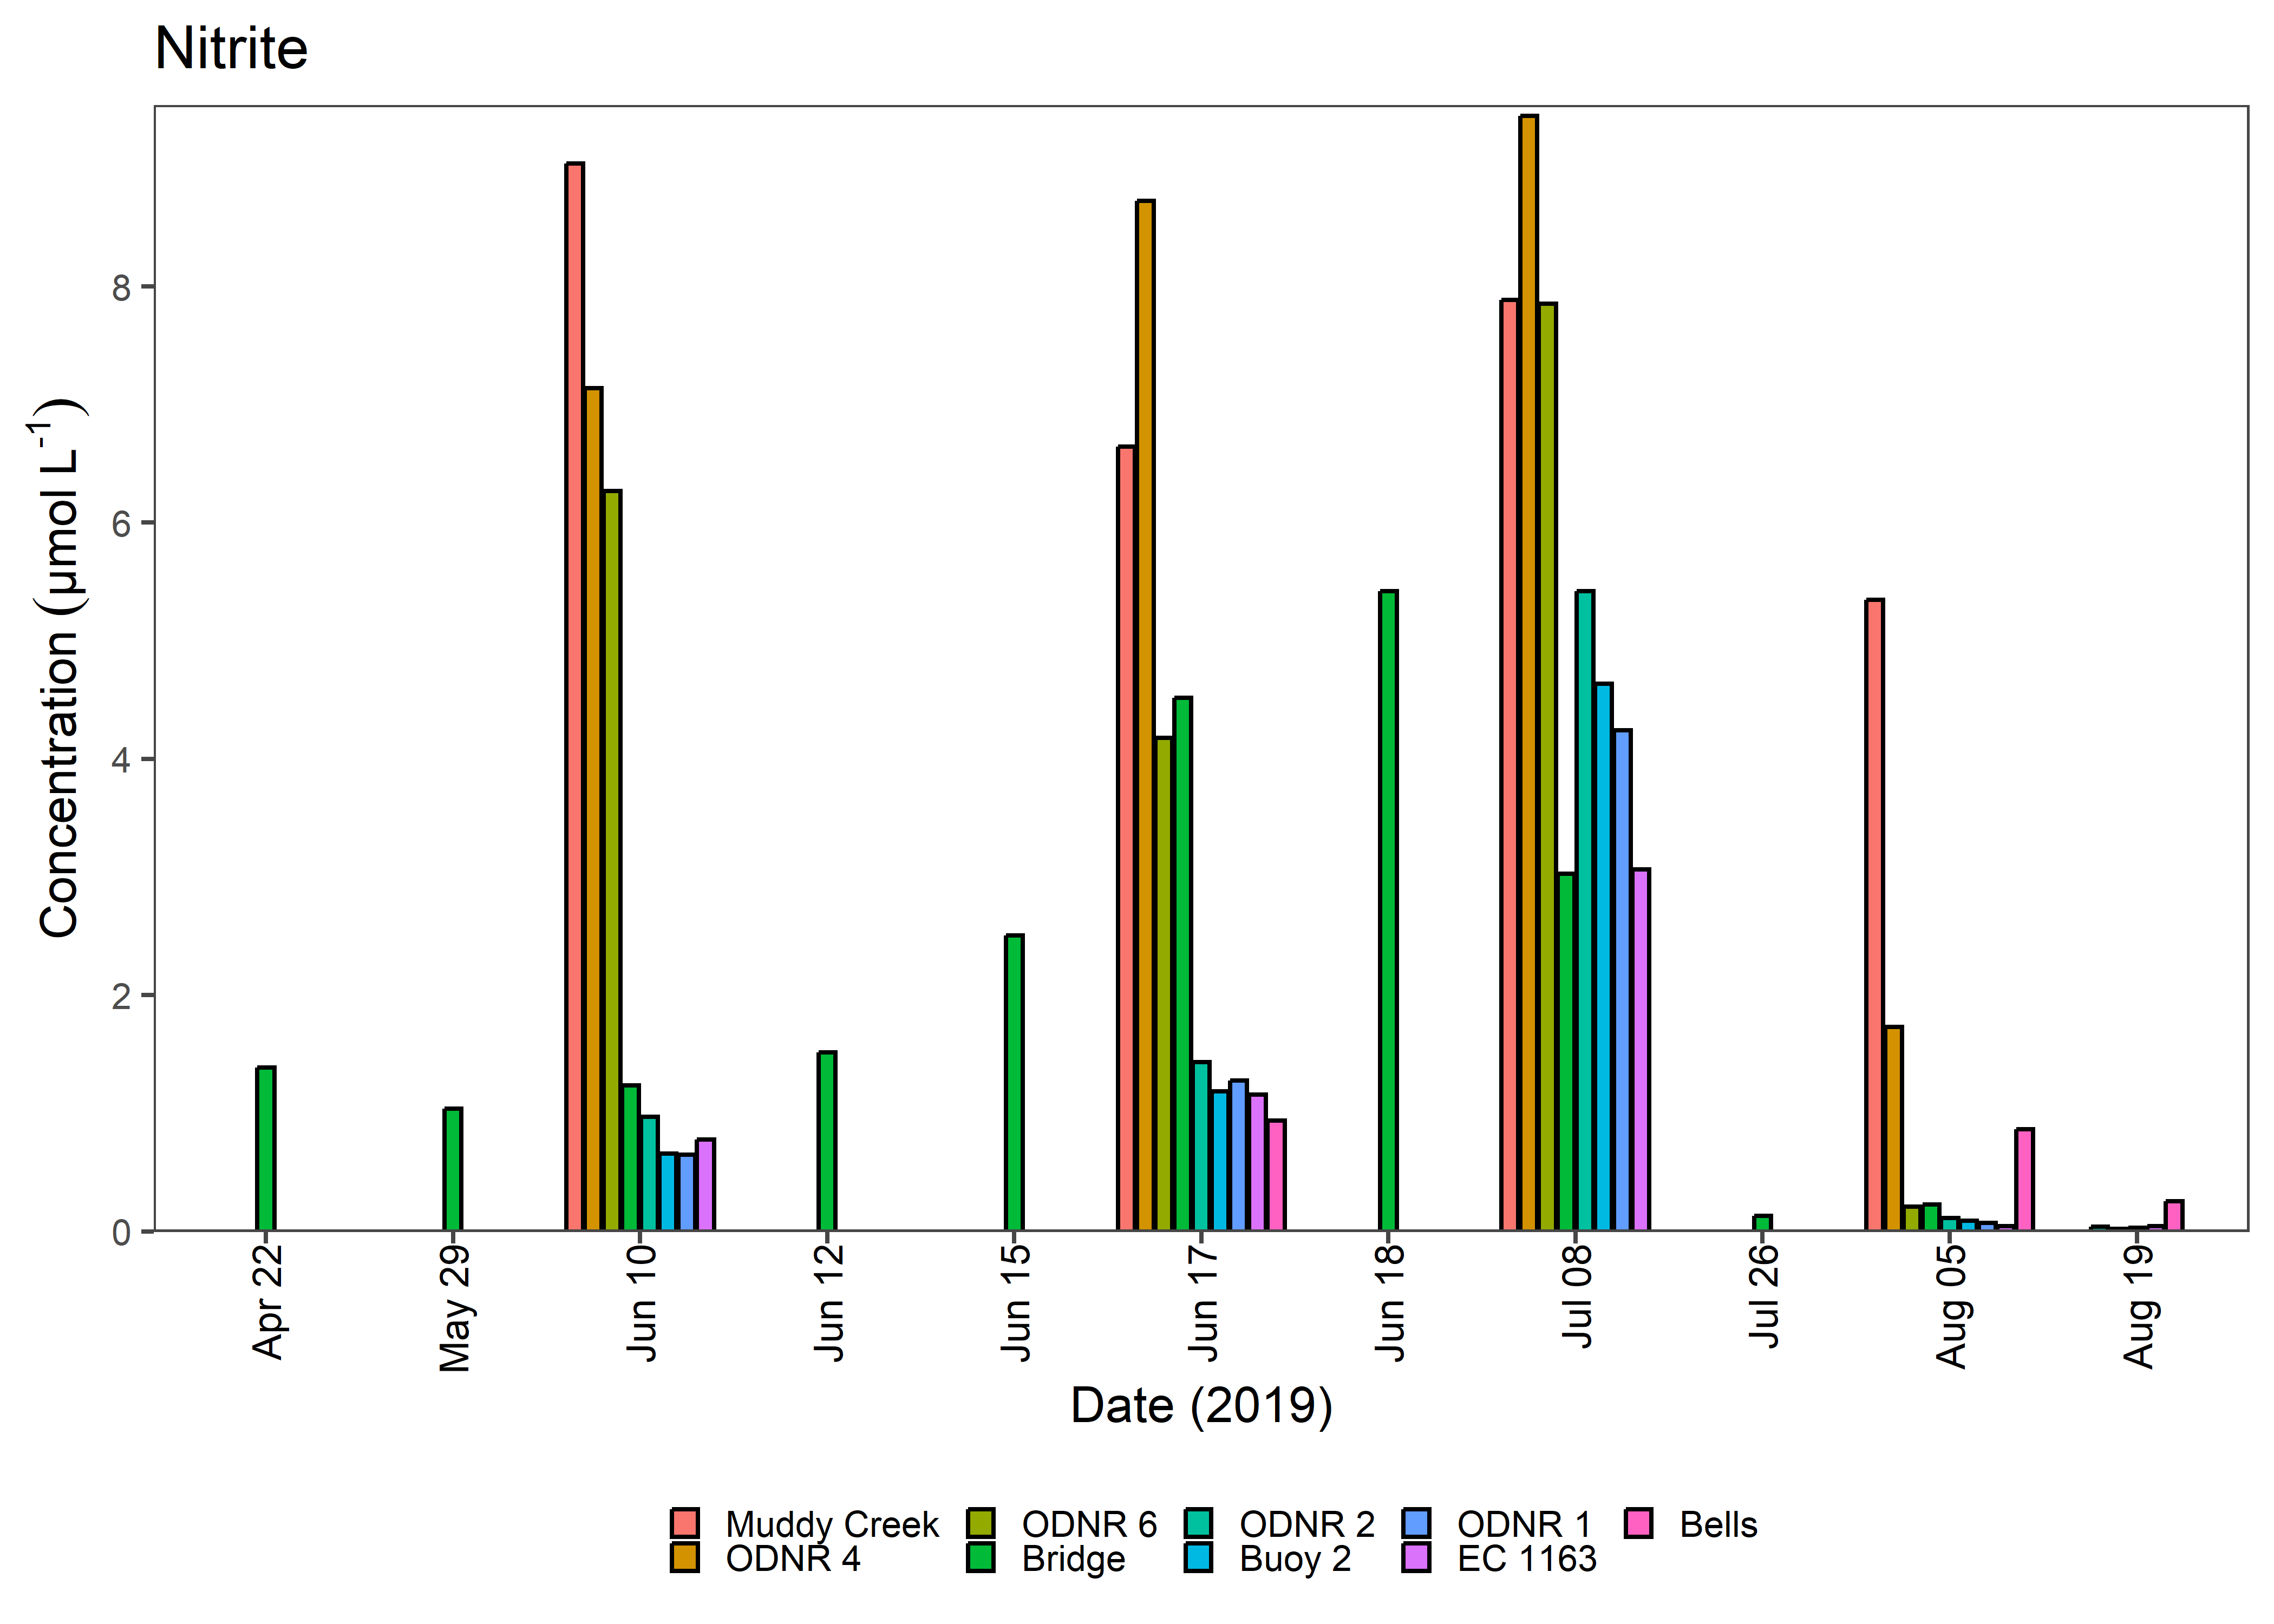 Nitrite
Concentration (μmol L-1)
8
6
4
2
0
Apr 22
May 29
Jun 10
Jun 12
Jun 15
Jun 17
Jun 18
Jul 08
Jul 26
Aug 05
Aug 19
Date (2019)
Muddy Creek ODNR 6 ODNR 2 ODNR 1 Bells
ODNR 4 Bridge Buoy 2 EC 1163